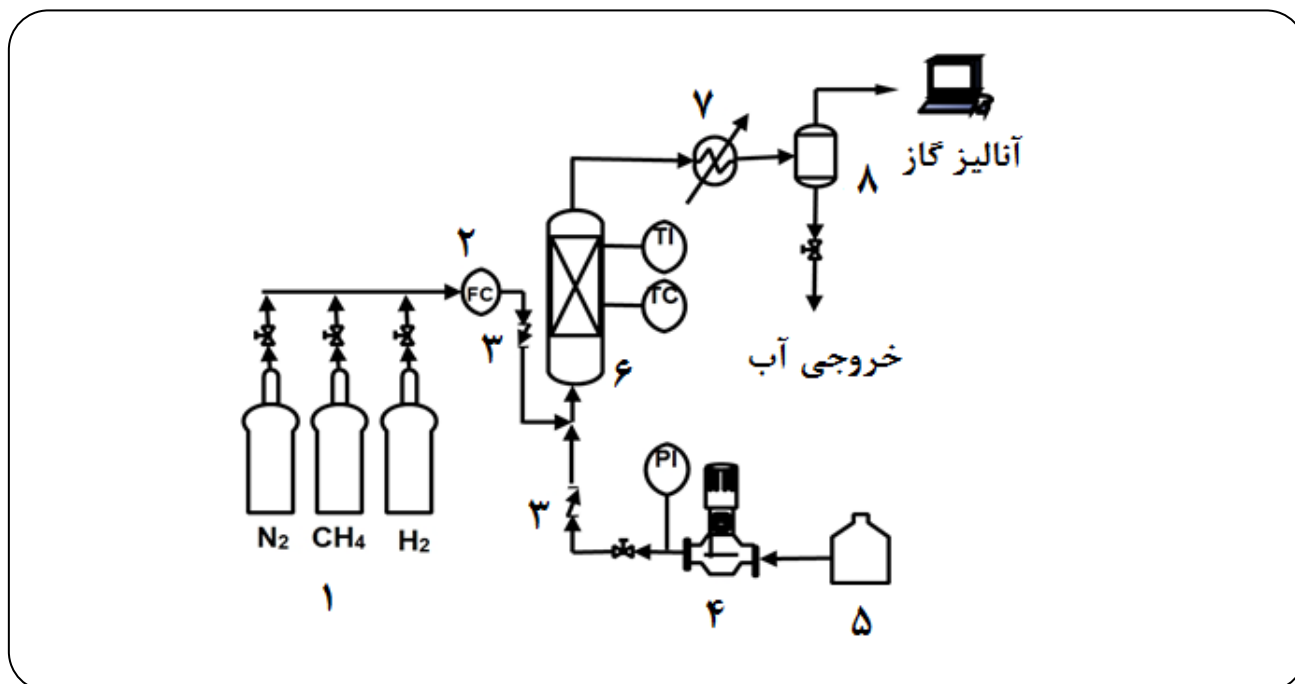 ۷
آنالیز گاز
۸
TI
۲
FC
TC
۳
خروجی آب
۶
PI
۳
N₂ CH₄ H₂
۱
۴
۵